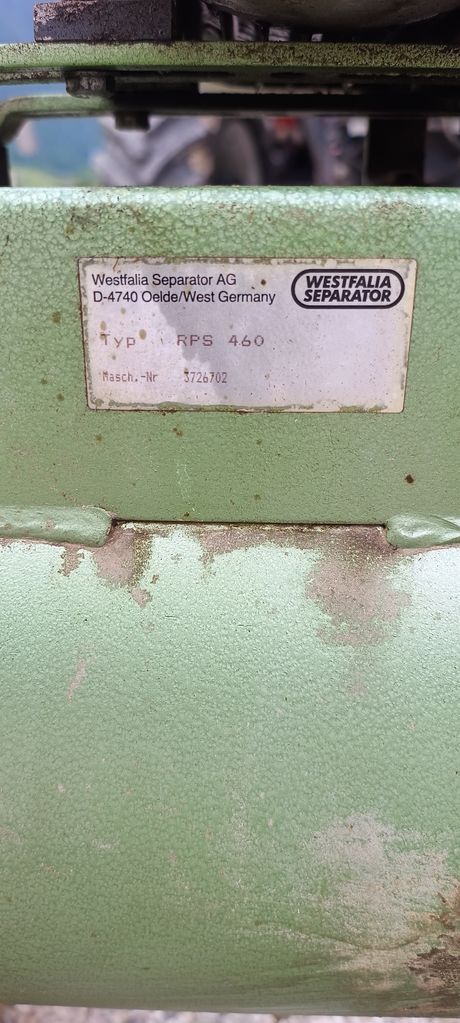 Westfalia Separator AG
D-4740 Oelde/West Germany
WESTFALIA
SEPARATOR
Typ RPS 460
Masch.-Nr 3726702